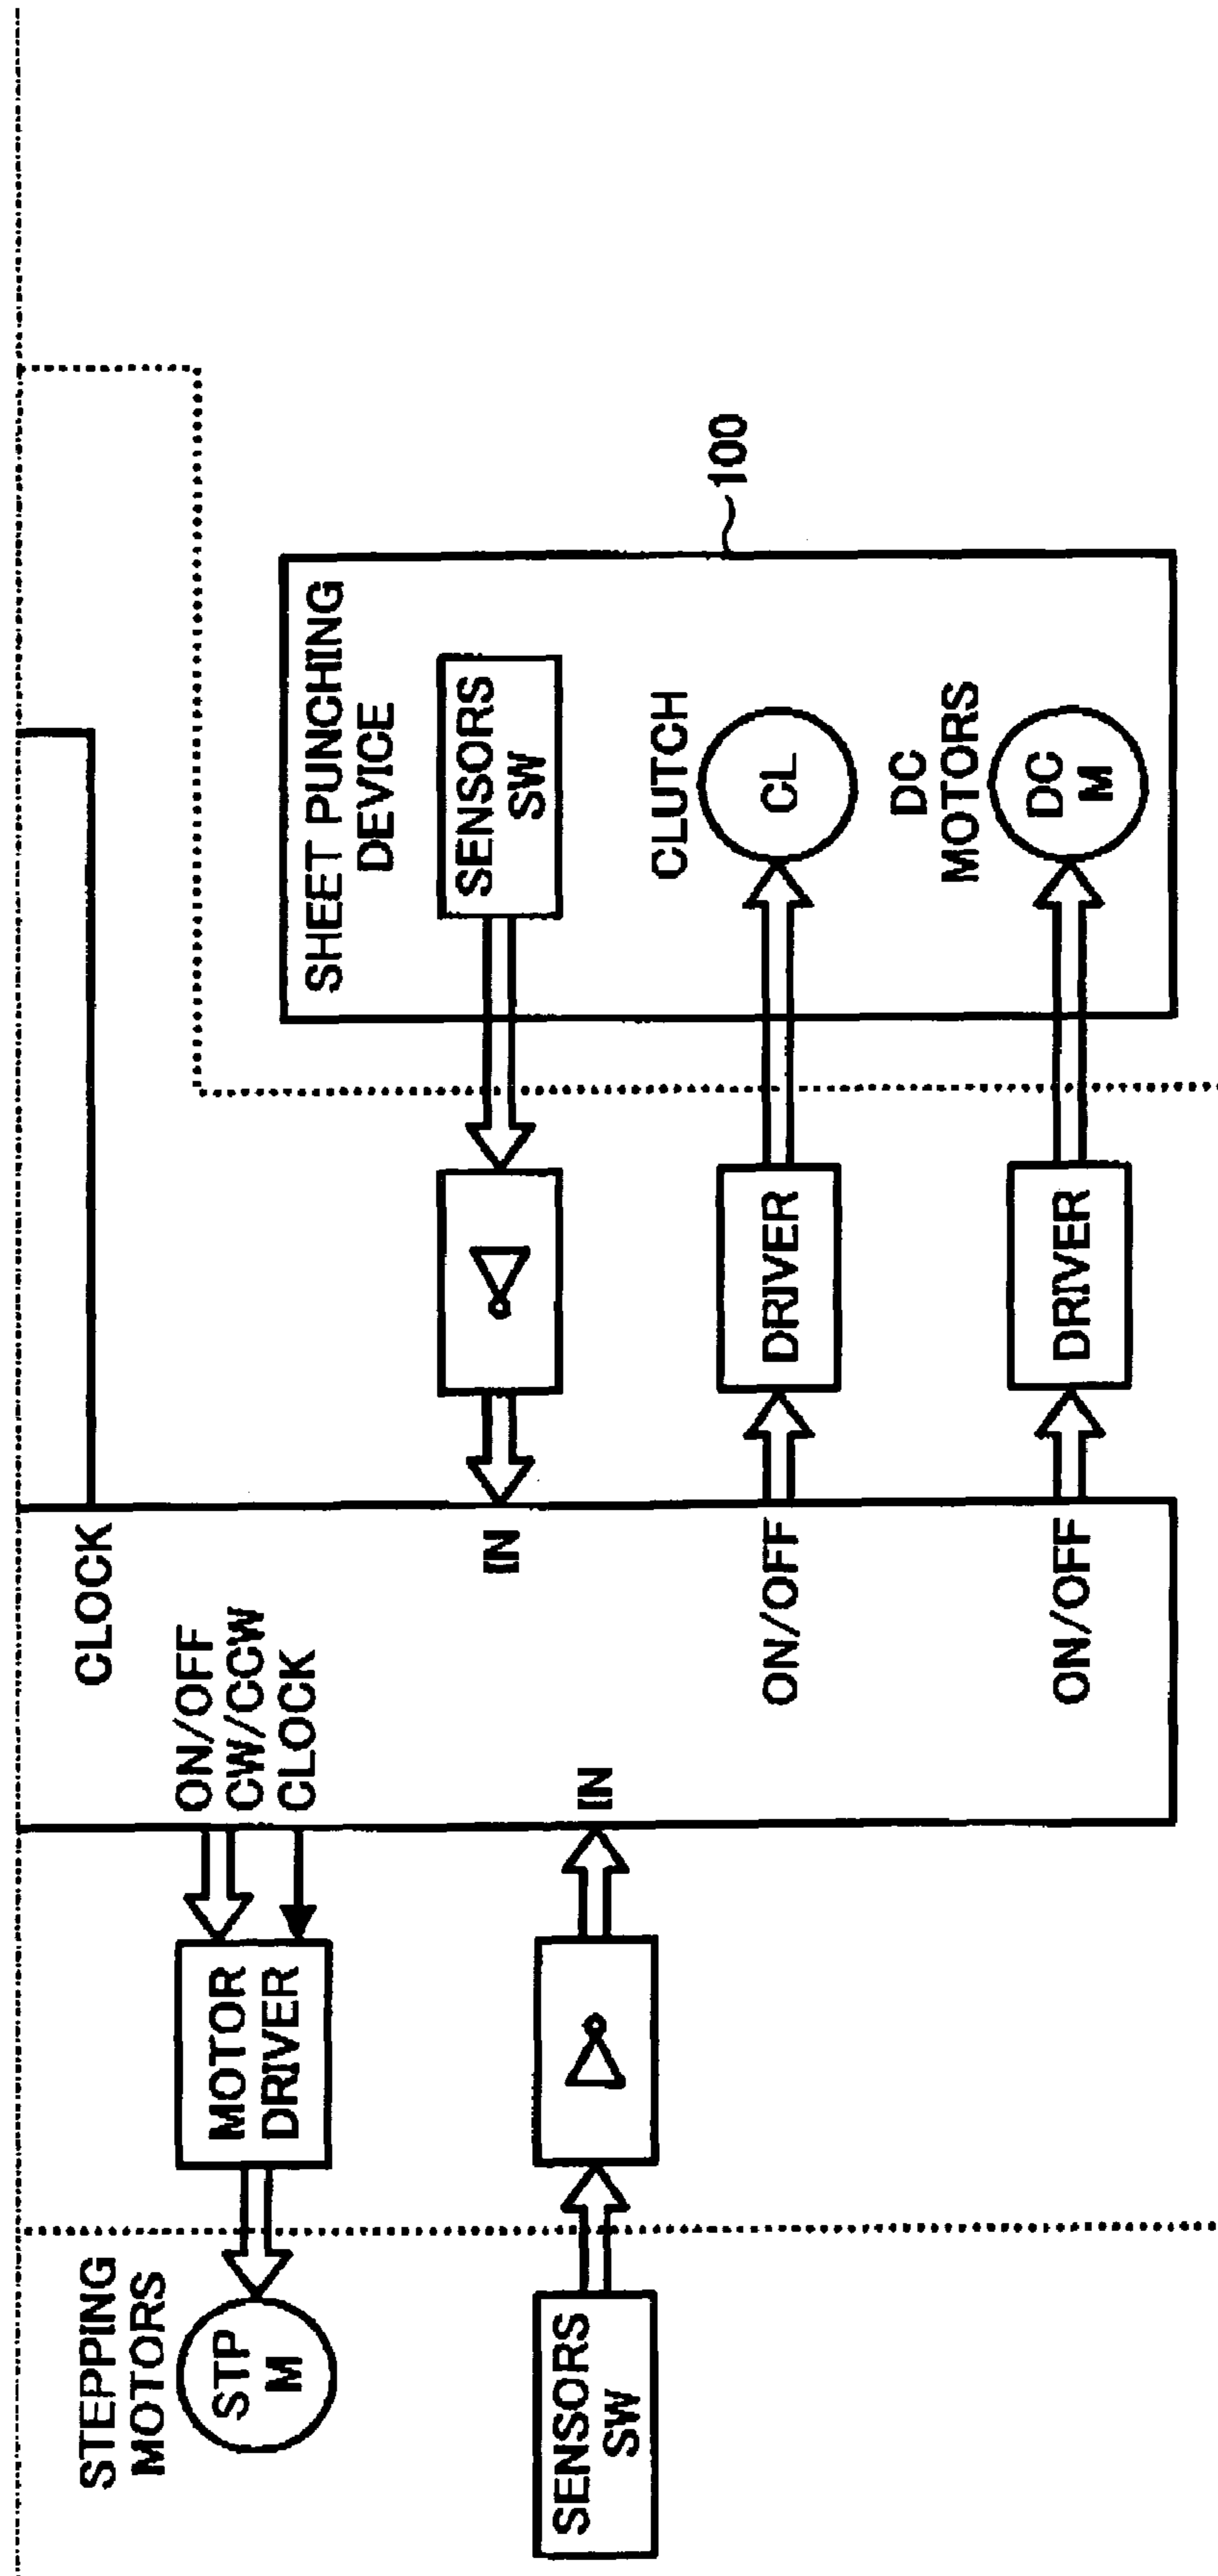 STEPPING
MOTORS
STP
M
MOTOR
DRIVER
ON/OFF
CW/CCW
CLOCK
CLOCK
SENSORS
SW
IN
IN
ON/OFF
ON/OFF
DRIVER
DRIVER
SHEET PUNCHING
DEVICE
SENSORS
SW
CLUTCH
CL
DC
MOTORS
DC
M
100